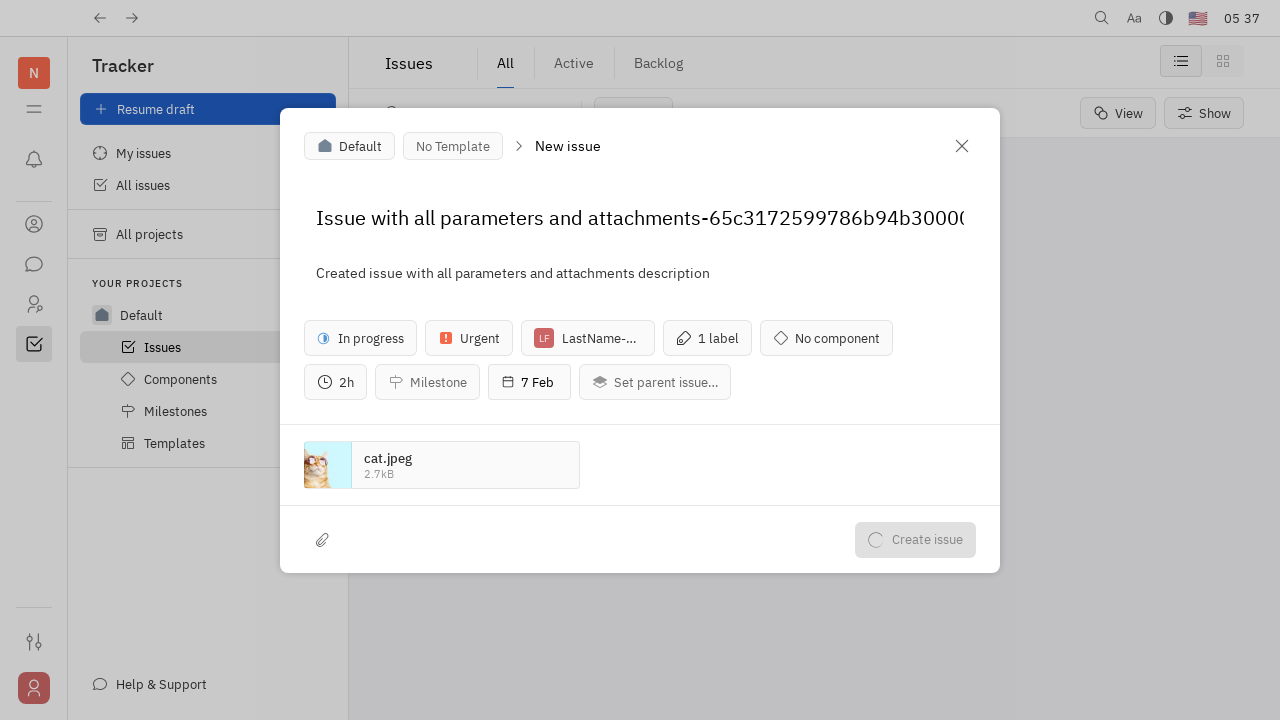 Aa
05 37
N
Tracker
Resume draft
My issues
All issues
All projects
YOUR PROJECTS
Default
Issues
Components
Milestones
Templates
Help & Support
Issues
All
Active
Backlog
View
Show
Default
No Template
New issue
Issue with all parameters and attachments-65c3172599786b94b3000
Created issue with all parameters and attachments description
In progress
Urgent
LF
LastName-...
1 label
No component
2h
Milestone
7 Feb
Set parent issue...
cat.jpeg
2.7kB
Create issue